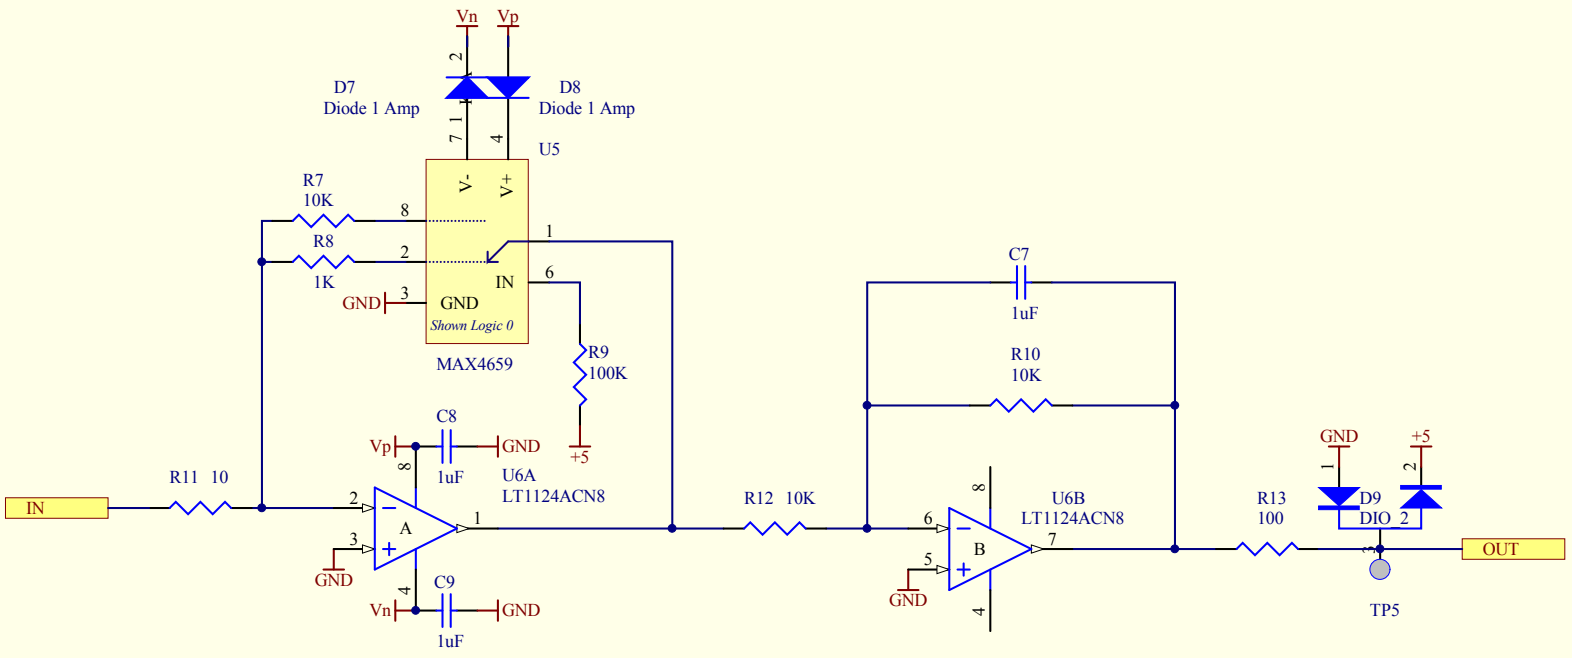 Vn Vp
2
D7
Diode 1 Amp
D8
Diode 1 Amp
1
7 4
U5
V- V+
R7
10K
8
1
R8
1K
2
6
IN
GND 3 GND
Shown Logic 0
MAX4659
R9
100K
+5
C7
1uF
R10
10K
C8
Vp GND
8
1uF
U6A
LT1124ACN8
IN
R11 10
2
A
1
3
GND
4
C9
Vn GND
1uF
R12 10K
8
U6B
LT1124ACN8
6
B
7
5
GND
4
R13
100
GND +5
1 2
D9
DIO_2
3
OUT
TP5